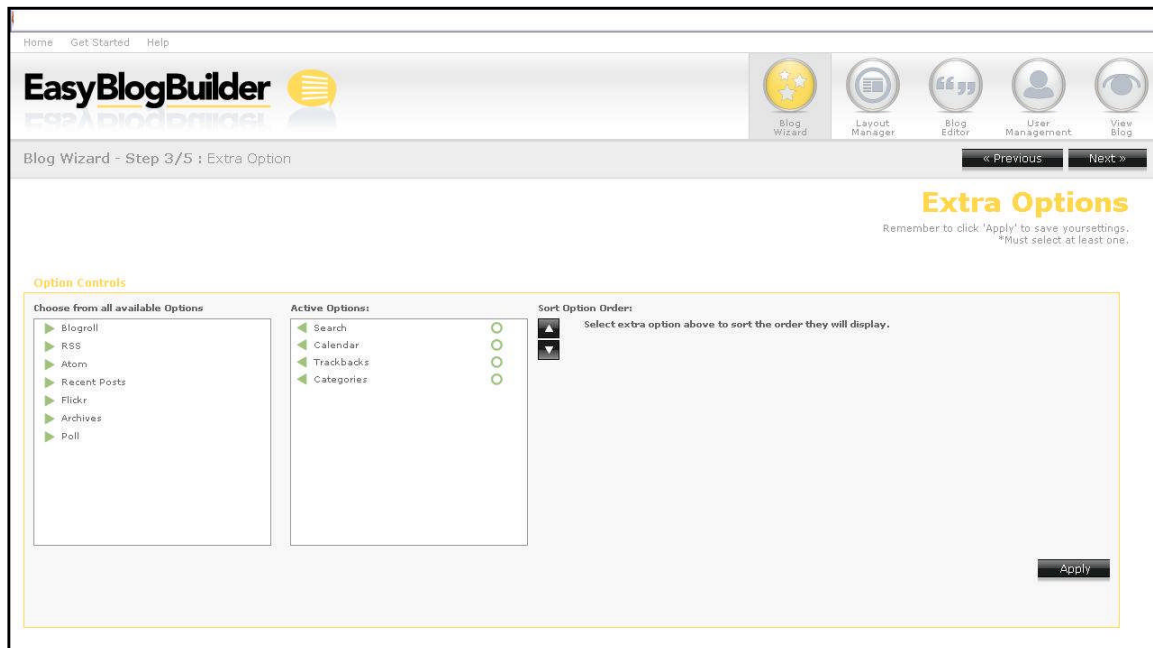 Home Get Started Help
EasyBlogBuilder
Blog Wizard
Layout Manager
Blog Editor
User Management
View Blog
Blog Wizard - Step 3/5 : Extra Option
« Previous
Next »
Extra Options
Remember to click 'Apply' to save yoursettings.
*Must select at least one.
Option Controls
Choose from all available Options
Blogroll
RSS
Atom
Recent Posts
Flickr
Archives
Poll
Active Options:
Search
Calendar
Trackbacks
Categories
Sort Option Order:
Select extra option above to sort the order they will display.
Apply